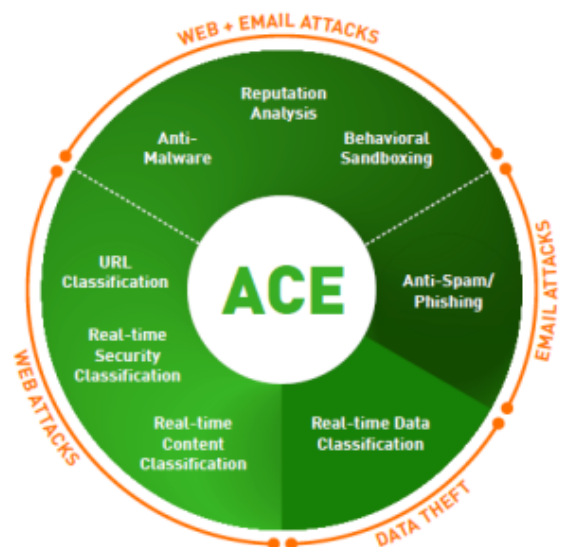 WEB + EMAIL ATTACKS
Reputation
Analysis
Anti-
Malware
Behavioral
Sandboxing
URL
Classification
ACE
Anti-Spam/
Phishing
EMAIL ATTACKS
Real-time
Security
Classification
WEB ATTACKS
Real-time
Content
Classification
Real-time Data
Classification
DATA THEFT